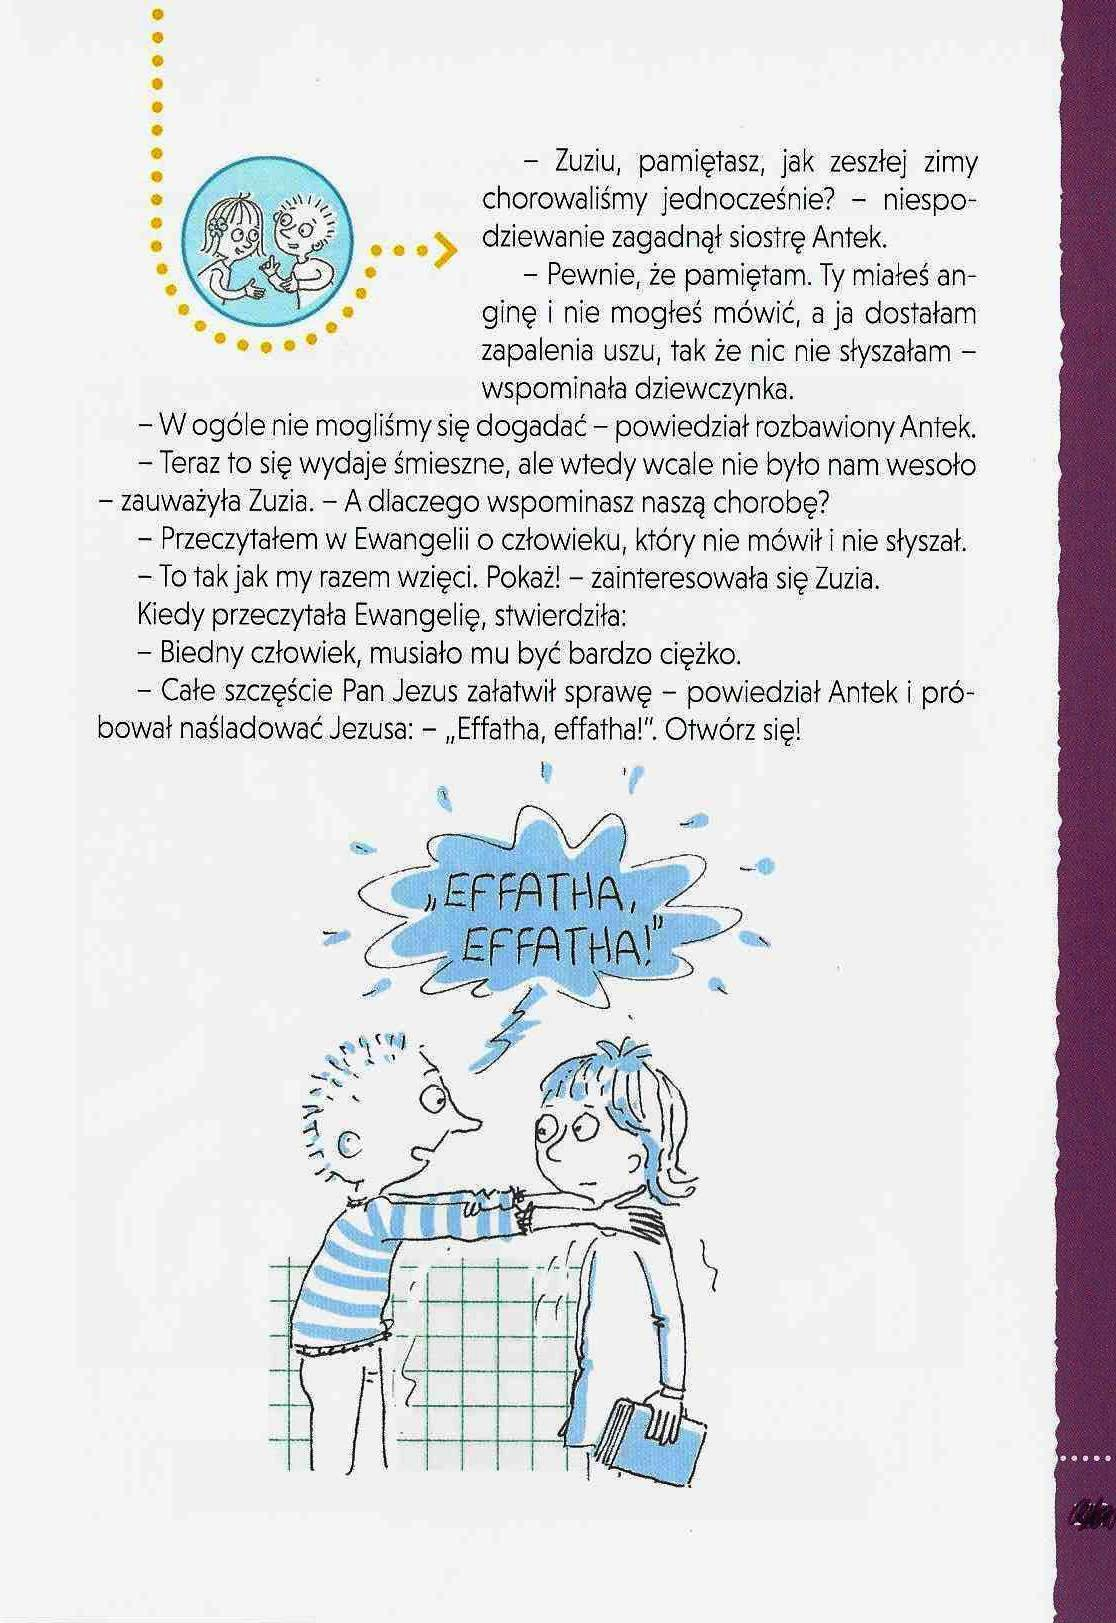 – Zuziu, pamiętasz, jak zeszłej zimy
chorowaliśmy jednocześnie? – niespo-
dziewanie zagadnął siostrę Antek.
– Pewnie, że pamiętam. Ty miałeś an-
ginę i nie mogłeś mówić, a ja dostałam
zapalenia uszu, tak że nic nie słyszałam –
wspominała dziewczynka.
– W ogóle nie mogliśmy się dogadać – powiedział rozbawiony Antek.
– Teraz to się wydaje śmieszne, ale wtedy wcale nie było nam wesoło
– zauważyła Zuzia. – A dlaczego wspominasz naszą chorobę?
– Przeczytałem w Ewangelii o człowieku, który nie mówił i nie słyszał.
– To tak jak my razem wzięci. Pokaż! – zainteresowała się Zuzia.
Kiedy przeczytała Ewangelię, stwierdziła:
– Biedny człowiek, musiało mu być bardzo ciężko.
– Całe szczęście Pan Jezus załatwił sprawę – powiedział Antek i pró-
bował naśladować Jezusa: – „Effatha, effatha!". Otwórz się!
„EFFATHA,
EFFATHA!"